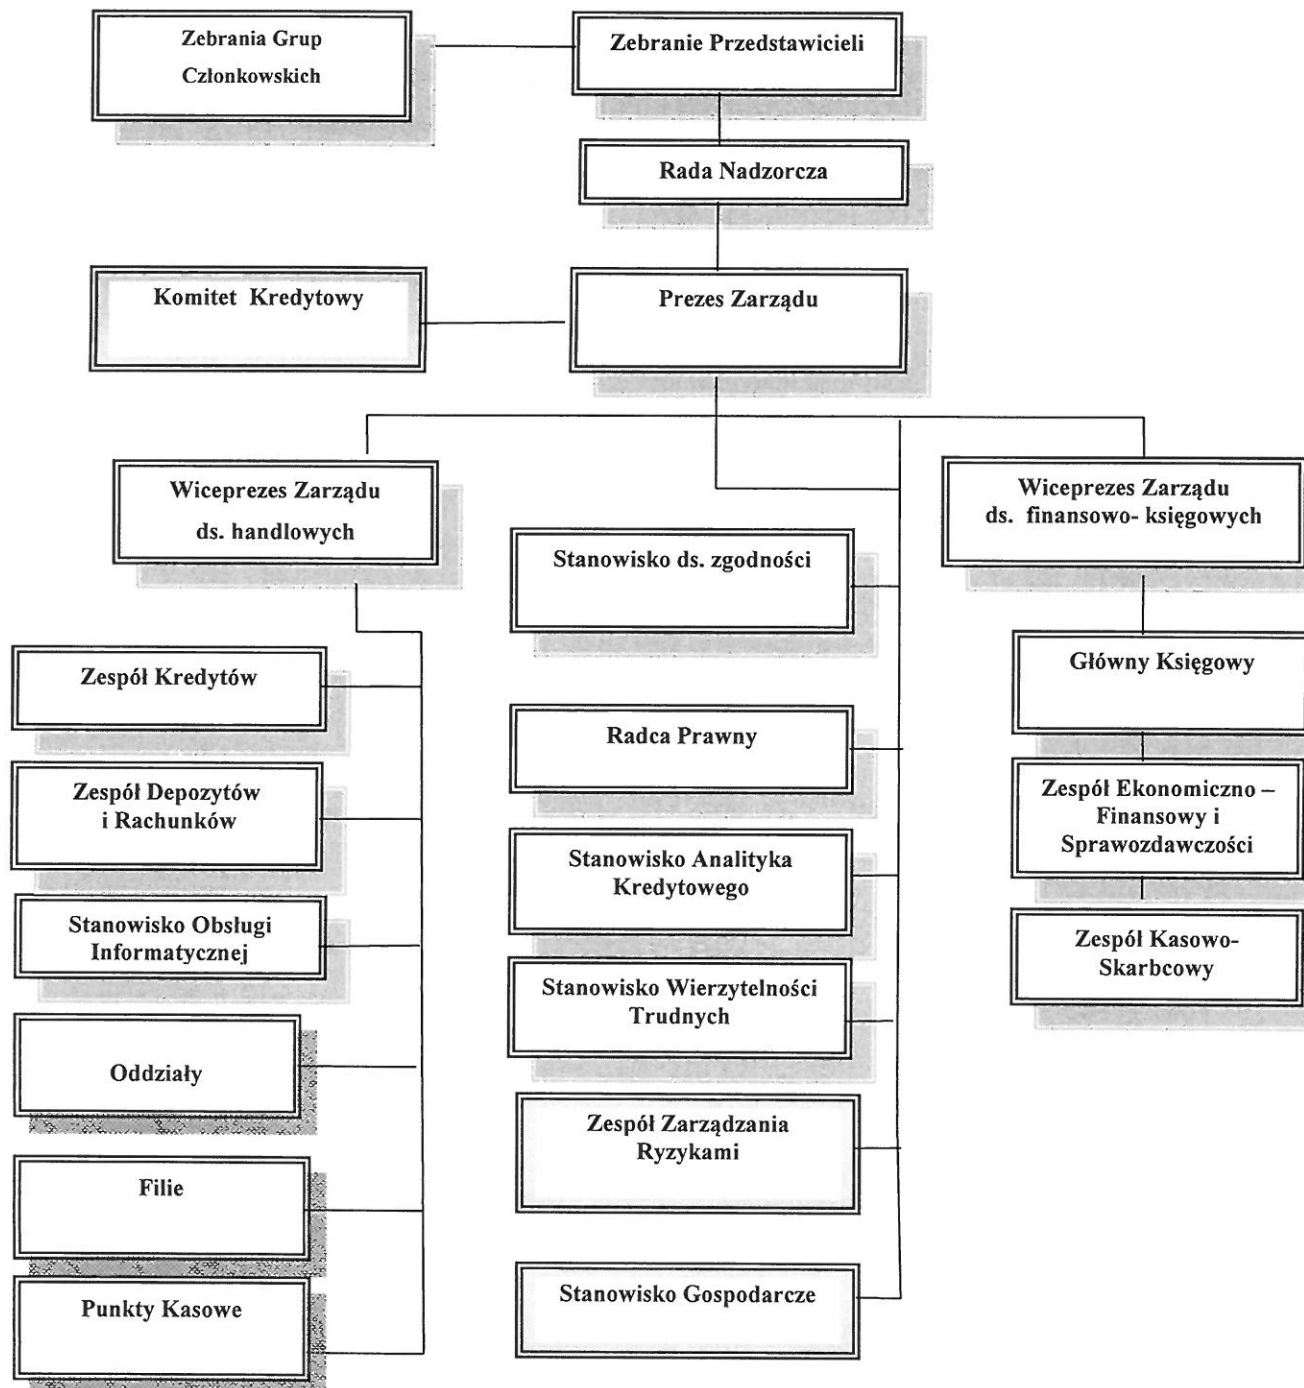 Zebrania Grup
Członkowskich
Zebranie Przedstawicieli
Rada Nadzorcza
Komitet Kredytowy
Prezes Zarządu
Wiceprezes Zarządu
ds. handlowych
Wiceprezes Zarządu
ds. finansowo- księgowych
Zespół Kredytów
Zespół Depozytów
i Rachunków
Stanowisko Obsługi
Informatycznej
Oddziały
Filie
Punkty Kasowe
Stanowisko ds. zgodności
Radca Prawny
Stanowisko Analityka
Kredytowego
Stanowisko Wierzytelności
Trudnych
Zespół Zarządzania
Ryzykami
Stanowisko Gospodarcze
Główny Księgowy
Zespół Ekonomiczno –
Finansowy i
Sprawozdawczości
Zespół Kasowo-
Skarbcowy